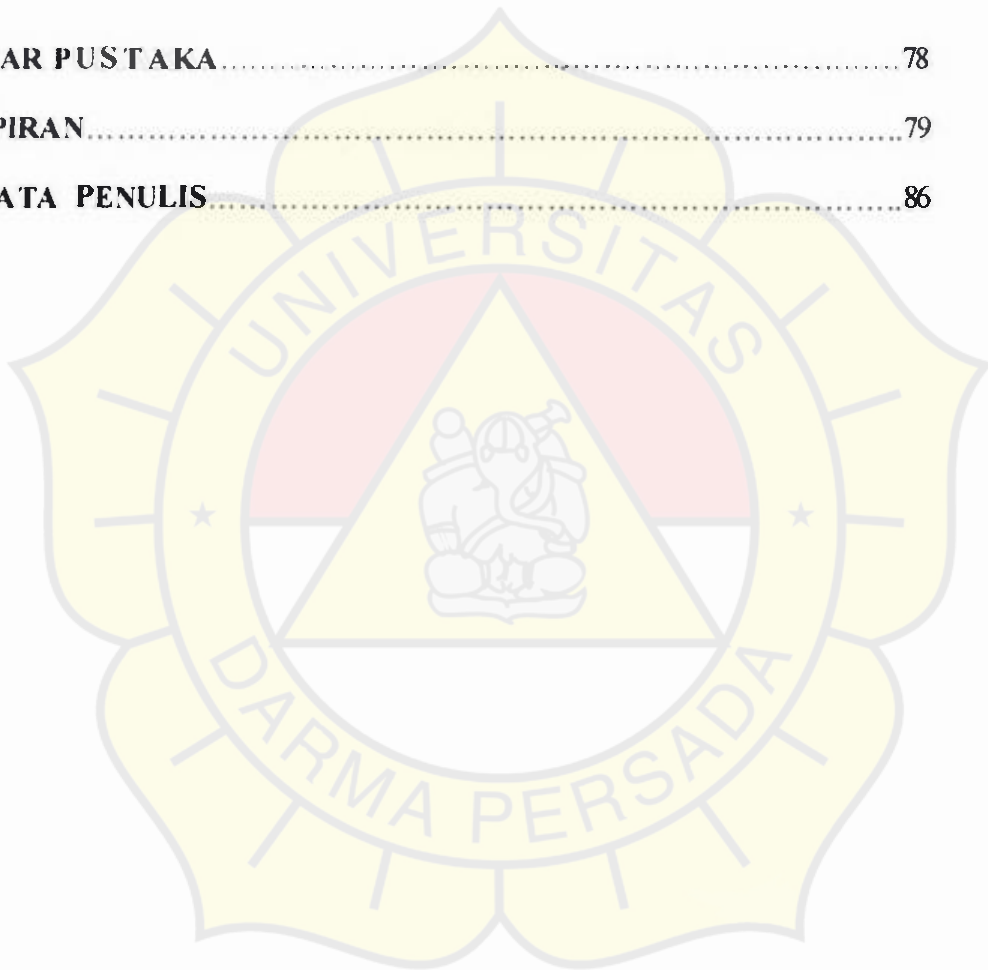 AR PUSTAKA 78
PIRAN 79
ATA PENULIS 86
UNIVERSITAS
DARMA PERSADA